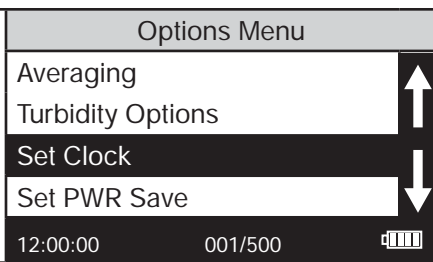 Options Menu
Averaging
Turbidity Options
Set Clock
Set PWR Save
12:00:00 001/500